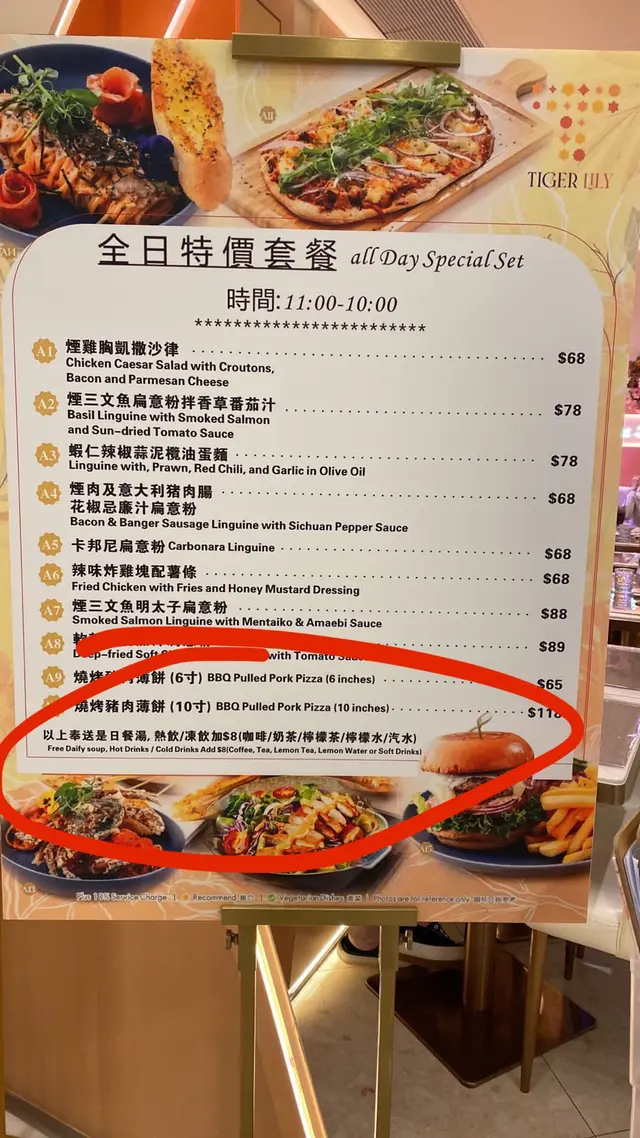 A11
TIGER LILY
全日特價套餐 all Day Special Set
時間:11:00-10:00
************************
A1 煙雞胸凱撒沙律 $68
Chicken Caesar Salad with Croutons,
Bacon and Parmesan Cheese
A2 煙三文魚扁意粉拌香草番茄汁 $78
Basil Linguine with Smoked Salmon
and Sun-dried Tomato Sauce
A3 蝦仁辣椒蒜泥欖油蛋麵 $78
Linguine with, Prawn, Red Chili, and Garlic in Olive Oil
A4 煙肉及意大利豬肉腸 $68
花椒忌廉汁扁意粉
Bacon & Banger Sausage Linguine with Sichuan Pepper Sauce
A5 卡邦尼扁意粉 Carbonara Linguine $68
A6 辣味炸雞塊配薯條 $68
Fried Chicken with Fries and Honey Mustard Dressing
A7 煙三文魚明太子扁意粉 $88
Smoked Salmon Linguine with Mentaiko & Amaebi Sauce
A8 $89
Deep-fried Soft with Tomato
A9 燒烤 薄餅 (6寸) BBQ Pulled Pork Pizza (6 inches) $65
燒烤豬肉薄餅 (10寸) BBQ Pulled Pork Pizza (10 inches) $118
以上奉送是日餐湯, 熱飲/凍飲加$8(咖啡/奶茶/檸檬茶/檸檬水/汽水)
Free Daify soup, Hot Drinks / Cold Drinks Add $8(Coffee, Tea, Lemon Tea, Lemon Water or Soft Drinks)
Plus 10% Service Charge | Recommend 推介 | Vegetarian Dishes 素菜 | Photos are for reference only